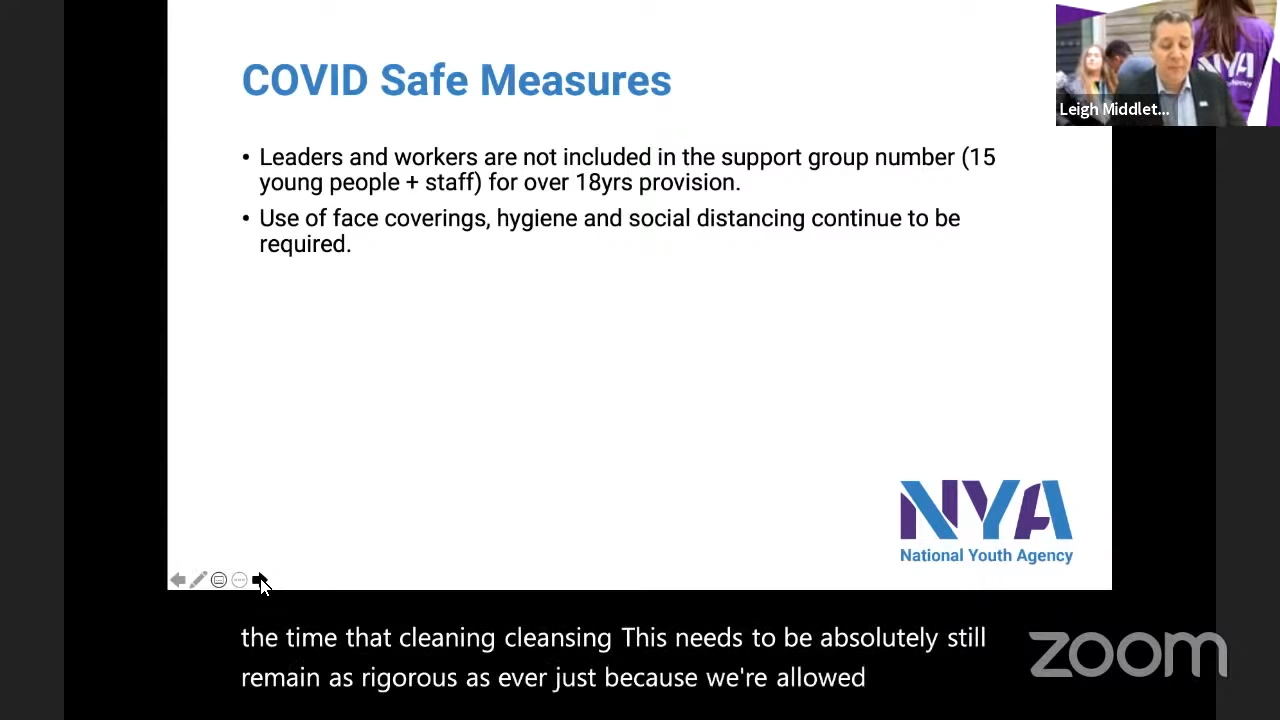 COVID Safe Measures
NYA
Leigh Middlet...
• Leaders and workers are not included in the support group number (15
young people + staff) for over 18yrs provision.
• Use of face coverings, hygiene and social distancing continue to be
required.
NYA
National Youth Agency
the time that cleaning cleansing This needs to be absolutely still
remain as rigorous as ever just because we're allowed
zoom